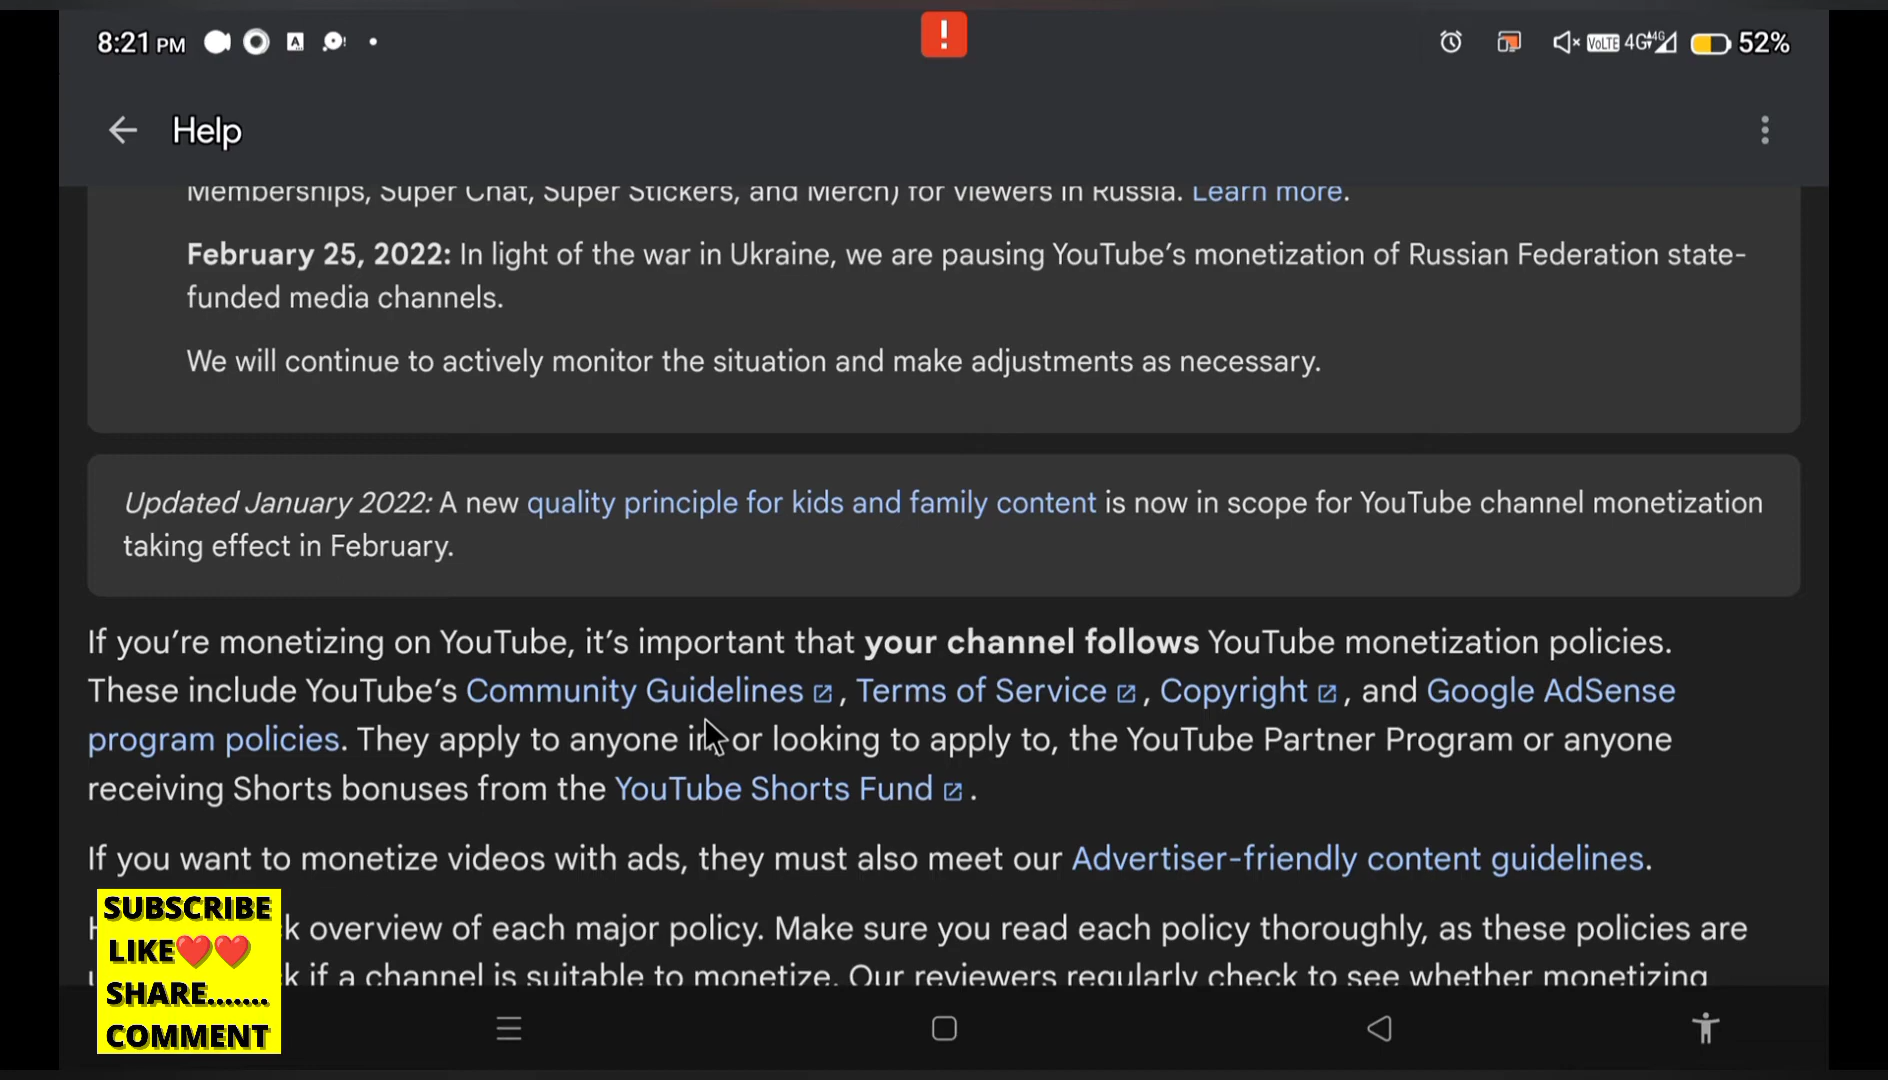 8:21 PM
VoLTE 4G 4G 52%
Help
Memberships, Super Chat, Super Stickers, and Merch) for viewers in Russia. Learn more.
February 25, 2022: In light of the war in Ukraine, we are pausing YouTube’s monetization of Russian Federation state-
funded media channels.
We will continue to actively monitor the situation and make adjustments as necessary.
Updated January 2022: A new quality principle for kids and family content is now in scope for YouTube channel monetization
taking effect in February.
If you’re monetizing on YouTube, it’s important that your channel follows YouTube monetization policies.
These include YouTube’s Community Guidelines, Terms of Service, Copyright, and Google AdSense
program policies. They apply to anyone in or looking to apply to, the YouTube Partner Program or anyone
receiving Shorts bonuses from the YouTube Shorts Fund.
If you want to monetize videos with ads, they must also meet our Advertiser-friendly content guidelines.
overview of each major policy. Make sure you read each policy thoroughly, as these policies are
if a channel is suitable to monetize. Our reviewers regularly check to see whether monetizing
SUBSCRIBE
LIKE❤️❤️
SHARE.......
COMMENT